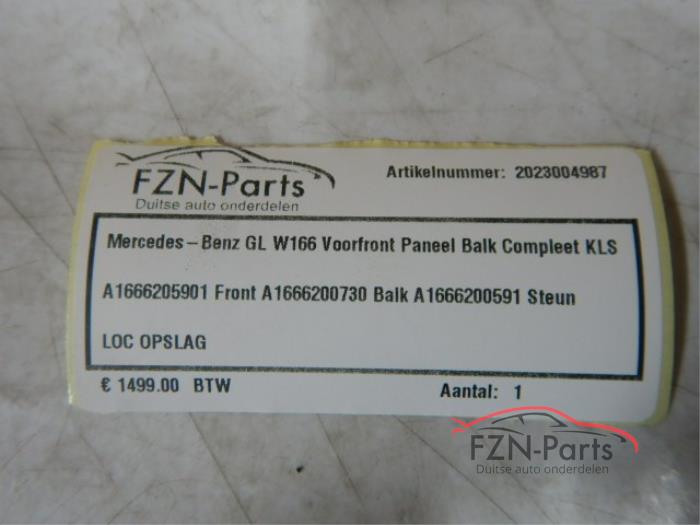 FZN-Parts
Duitse auto onderdelen
Artikelnummer: 2023004987
Mercedes-Benz GL W166 Voorfront Paneel Balk Compleet KLS
A1666205901 Front A1666200730 Balk A1666200591 Steun
LOC OPSLAG
€ 1499.00 BTW
Aantal: 1
FZN-Parts
Duitse auto onderdelen